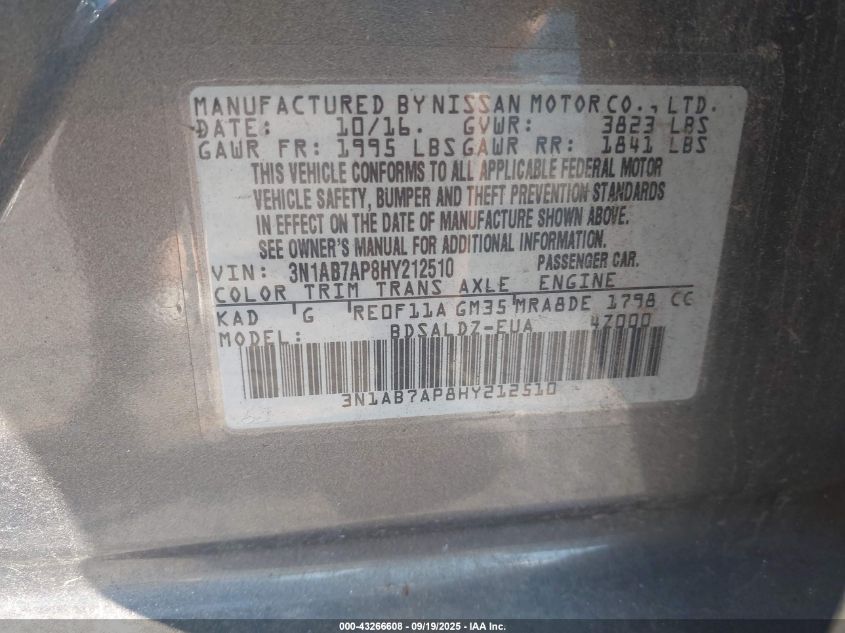 MANUFACTURED BY NISSAN MOTOR CO., LTD.
DATE: 10/16. GVWR: 3823 LBS
GAWR FR: 1995 LBS GAWR RR: 1841 LBS
THIS VEHICLE CONFORMS TO ALL APPLICABLE FEDERAL MOTOR
VEHICLE SAFETY, BUMPER AND THEFT PREVENTION STANDARDS
IN EFFECT ON THE DATE OF MANUFACTURE SHOWN ABOVE.
SEE OWNER'S MANUAL FOR ADDITIONAL INFORMATION.
VIN: 3N1AB7AP8HY212510 PASSENGER CAR.
COLOR TRIM TRANS AXLE ENGINE
KAD G RE0F11A GM35 MRA8DE 1798 CC
MODEL: BDSALDZ-EUA 4Z000
3N1AB7AP8HY212510
000-43266608 - 09/19/2025 - IAA Inc.